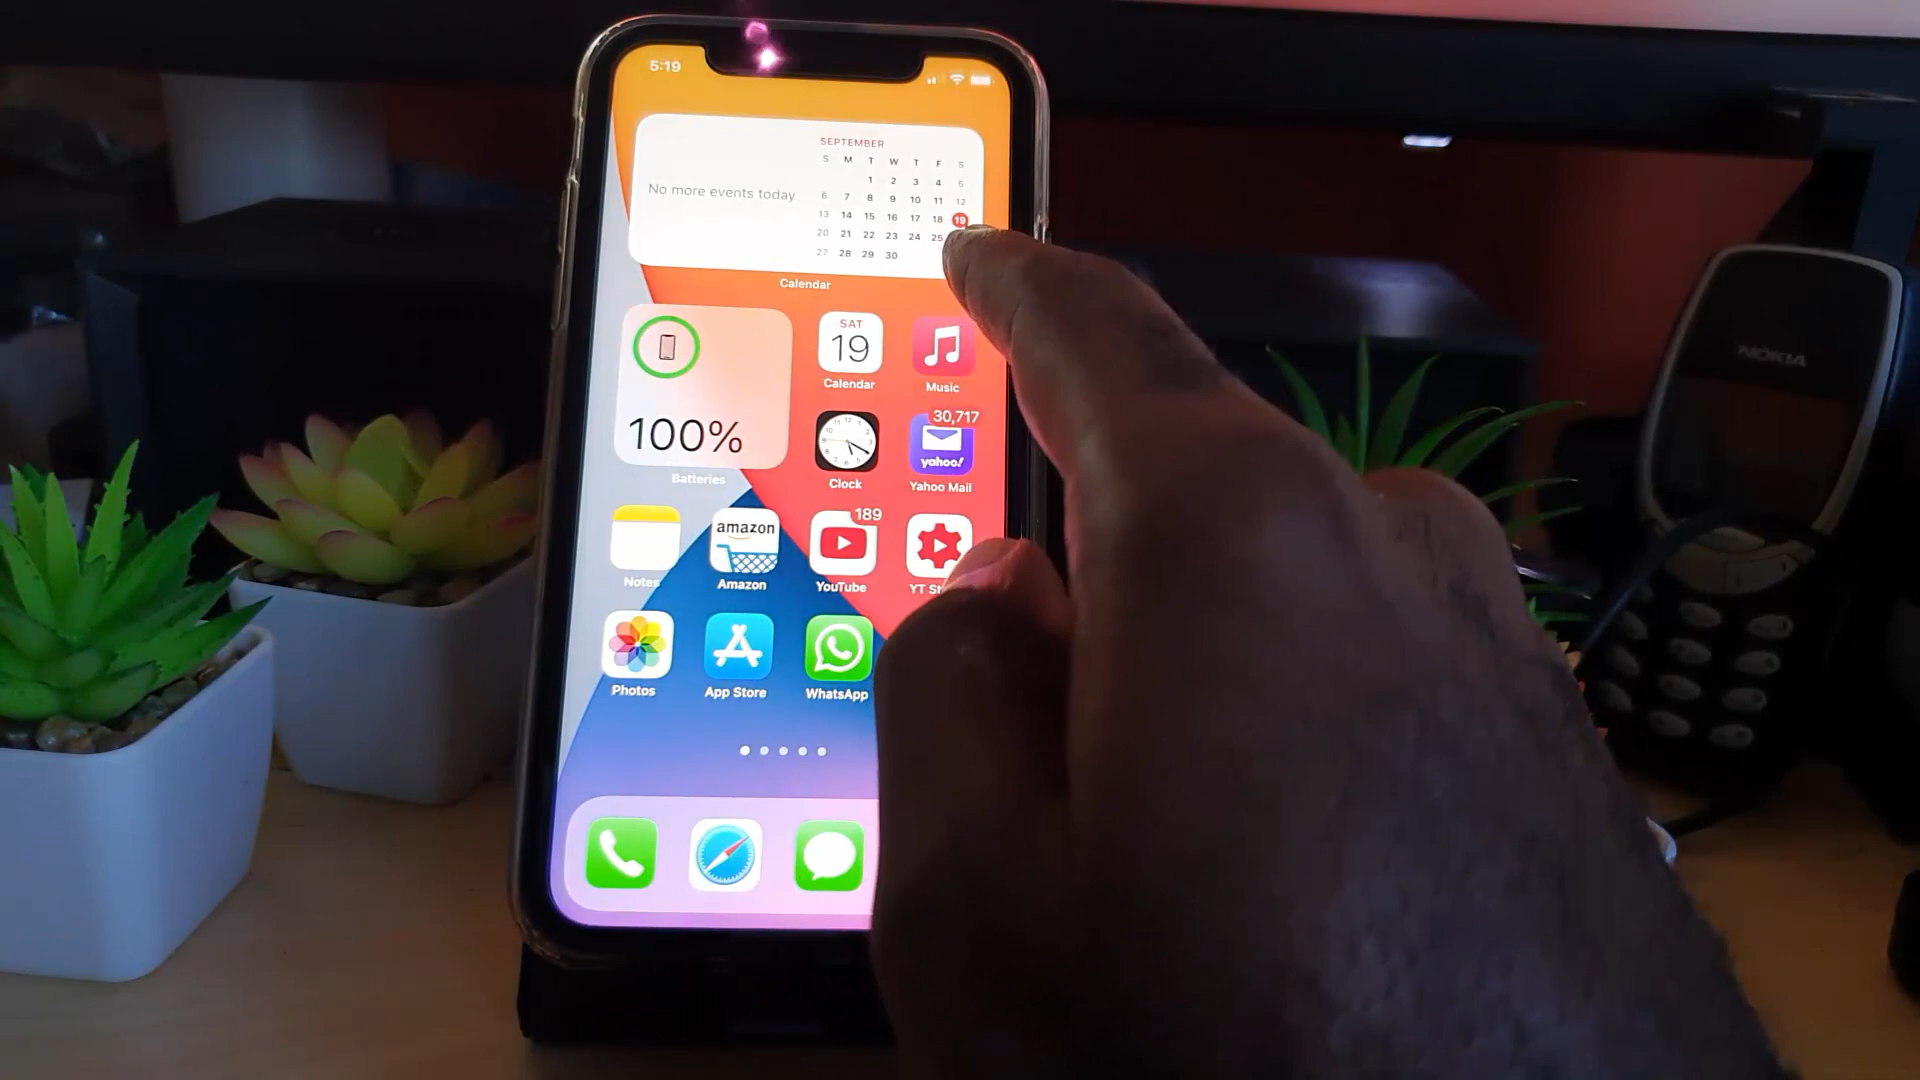 5:19
SEPTEMBER
S M T W T F S
1 2 3 4 5
No more events today
6 7 8 9 10 11 12
13 14 15 16 17 18 19
20 21 22 23 24 25
27 28 29 30
Calendar
SAT
19
Calendar
Music
100%
Batteries
12
Clock
30,717
yahoo!
Yahoo Mail
NOKIA
Notes
amazon
Amazon
189
YouTube
YT
Photos
App Store
WhatsApp